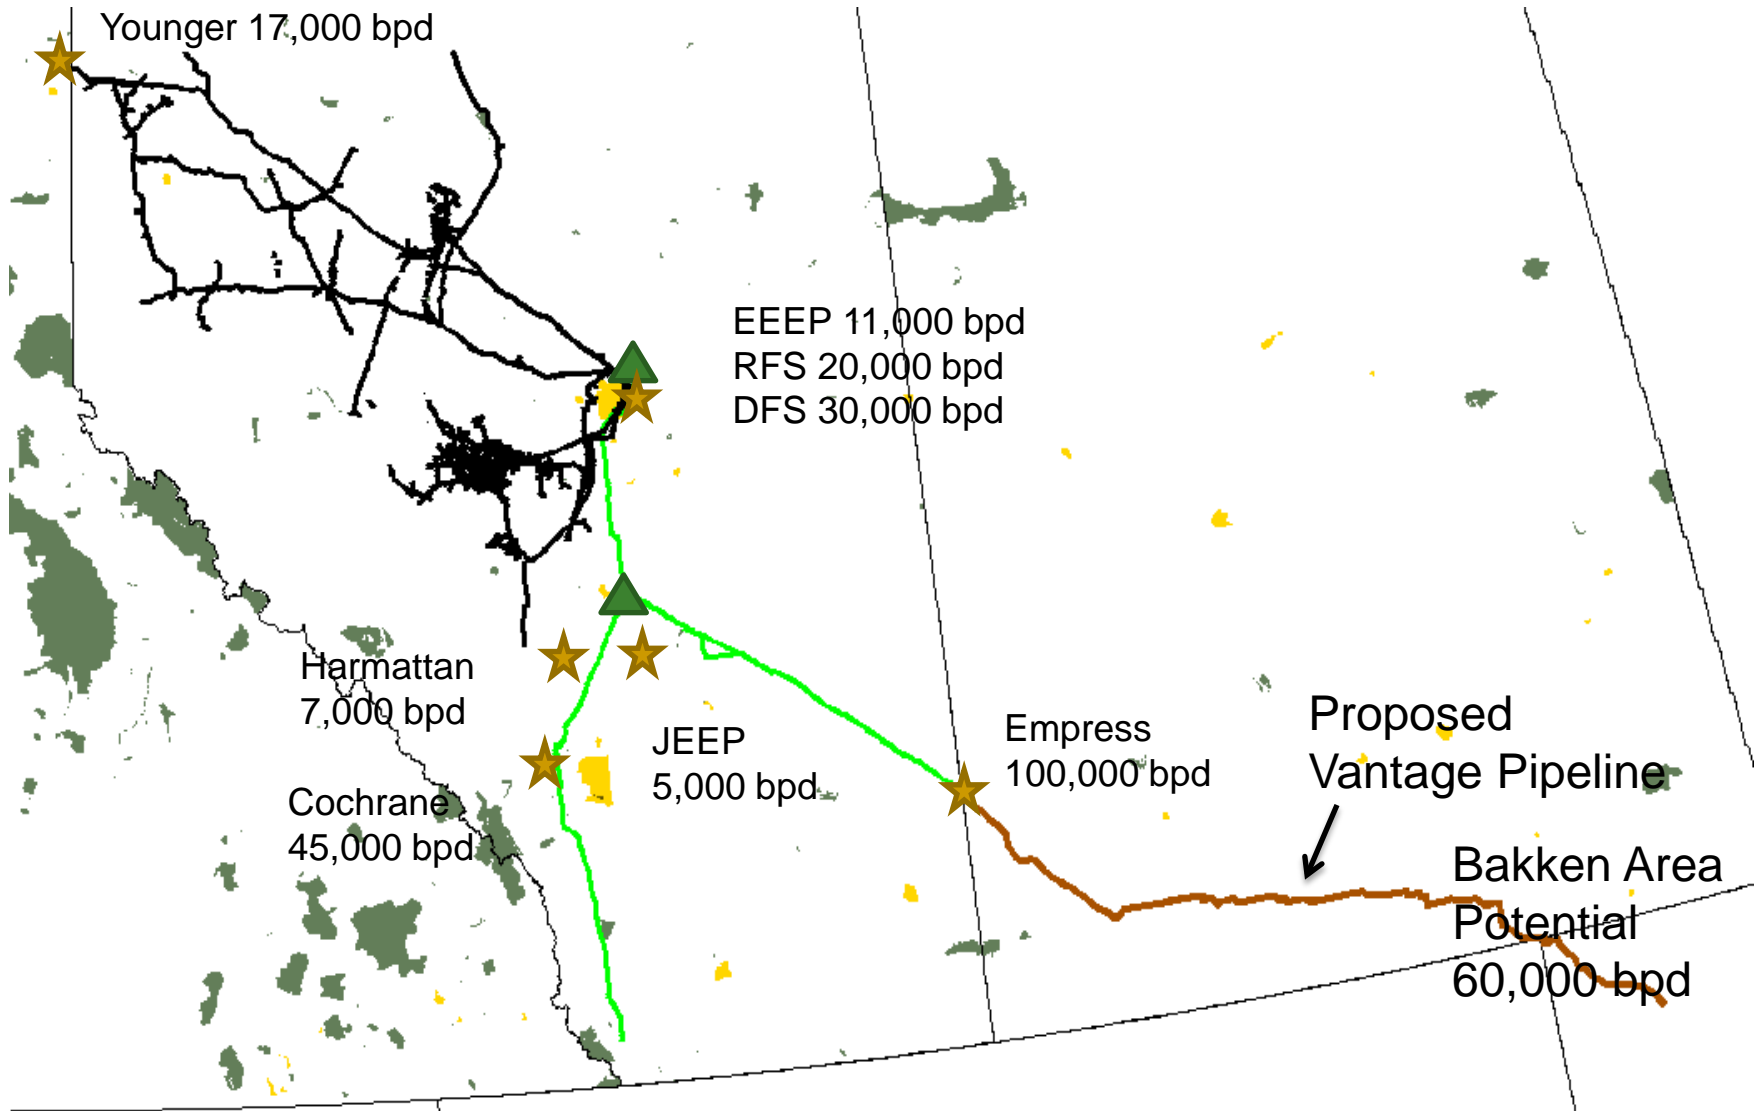 Younger 17,000 bpd
EEEP 11,000 bpd
RFS 20,000 bpd
DFS 30,000 bpd
Harmattan
7,000 bpd
JEEP
5,000 bpd
Cochrane
45,000 bpd
Empress
100,000 bpd
Proposed
Vantage Pipeline
Bakken Area
Potential
60,000 bpd